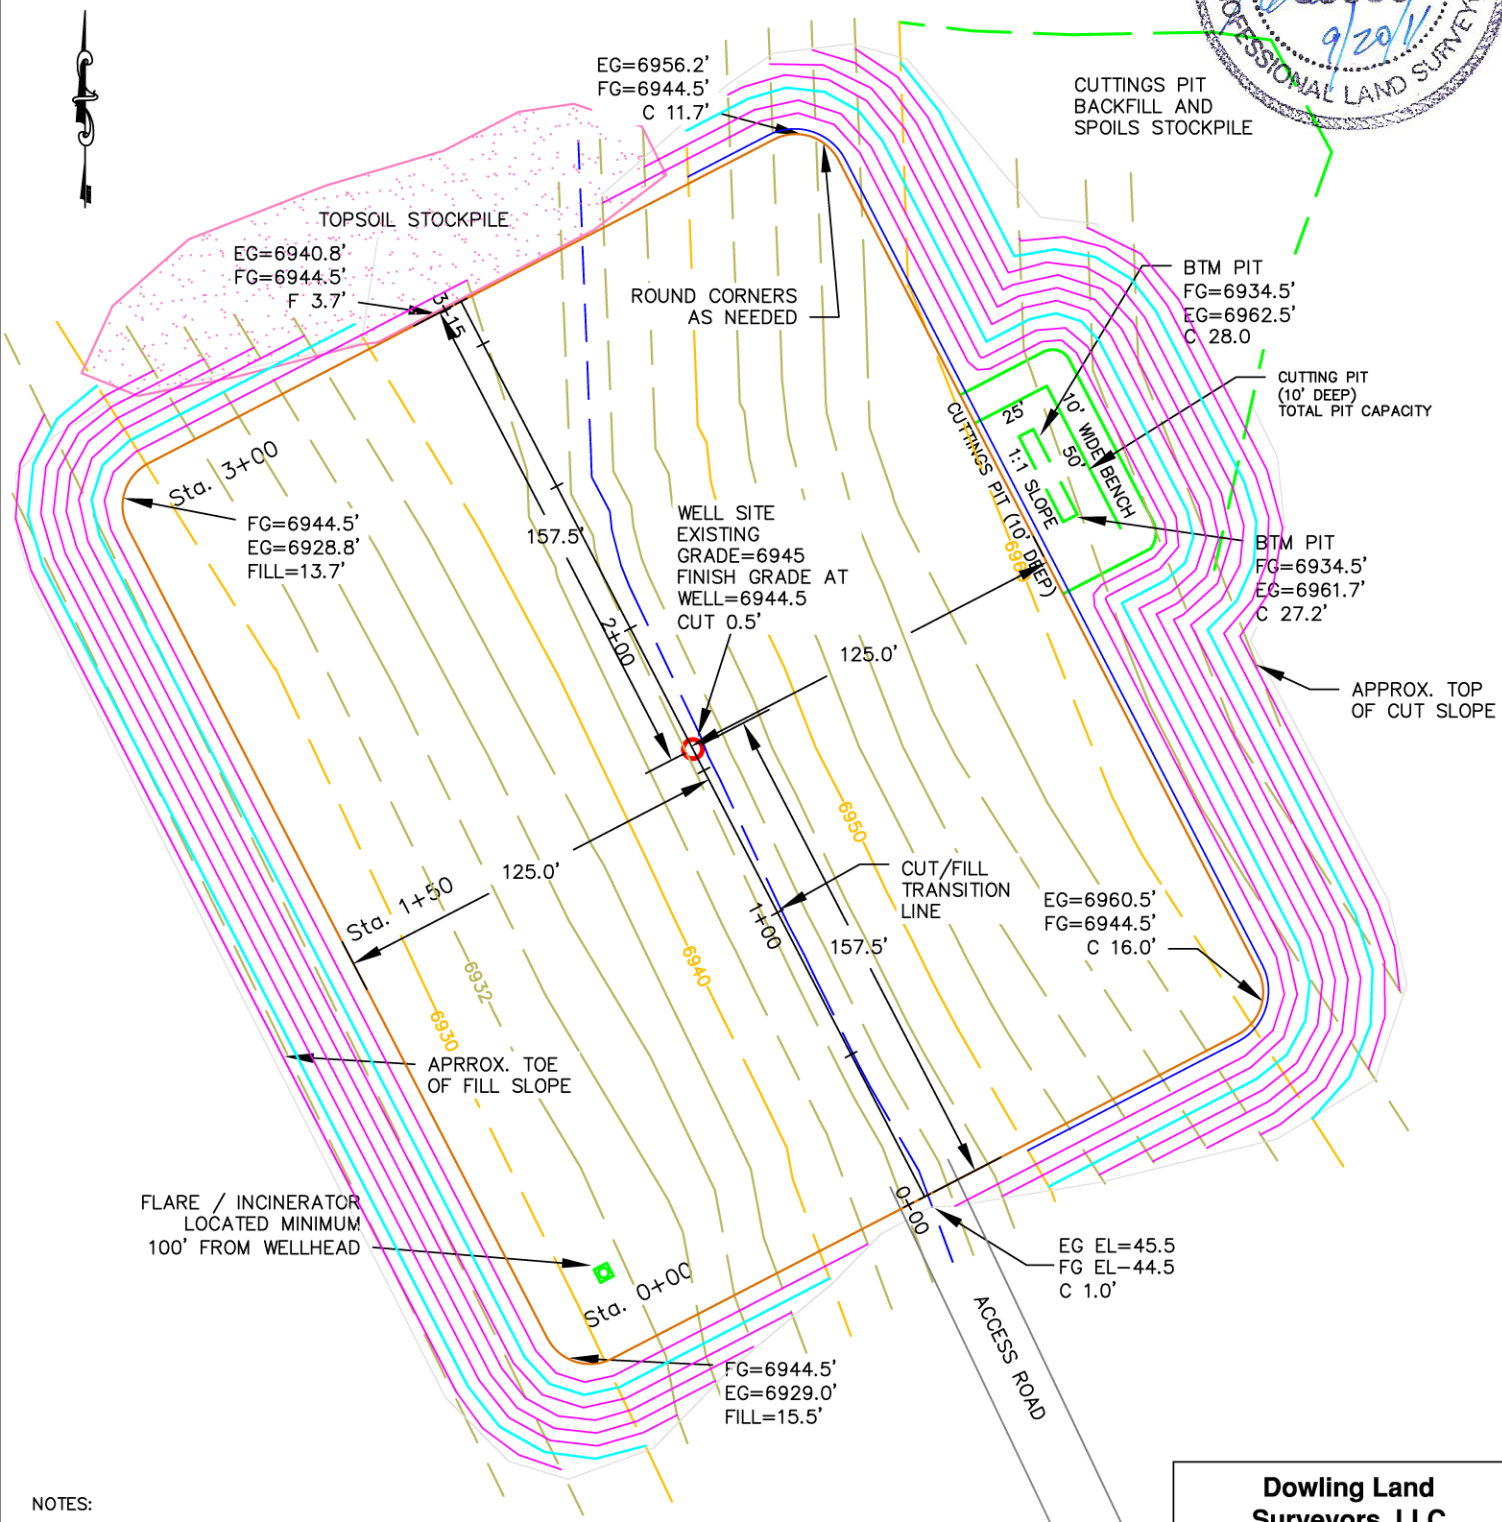 9/20/11
PROFESSIONAL LAND SURVEY
EG=6956.2'
FG=6944.5'
C 11.7'
CUTTINGS PIT
BACKFILL AND
SPOILS STOCKPILE
TOPSOIL STOCKPILE
EG=6940.8'
FG=6944.5'
F 3.7'
3+15
ROUND CORNERS
AS NEEDED
BTM PIT
FG=6934.5'
EG=6962.5'
C 28.0
CUTTING PIT
(10' DEEP)
TOTAL PIT CAPACITY
25'
10' WIDE BENCH
50'
1:1 SLOPE
CUTTINGS PIT (10' DEEP)
Sta. 3+00
FG=6944.5'
EG=6928.8'
FILL=13.7'
157.5'
WELL SITE
EXISTING
GRADE=6945
FINISH GRADE AT
WELL=6944.5
CUT 0.5'
BTM PIT
FG=6934.5'
EG=6961.7'
C 27.2'
2+00
125.0'
APPROX. TOP
OF CUT SLOPE
6950
125.0'
Sta. 1+50
CUT/FILL
TRANSITION
LINE
1+00
157.5'
EG=6960.5'
FG=6944.5'
C 16.0'
6940
6932
6930
APRROX. TOE
OF FILL SLOPE
FLARE / INCINERATOR
LOCATED MINIMUM
100' FROM WELLHEAD
0+00
EG EL=45.5
FG EL-44.5
C 1.0'
Sta. 0+00
ACCESS ROAD
FG=6944.5'
EG=6929.0'
FILL=15.5'
NOTES:
Dowling Land
Surveyors, LLC